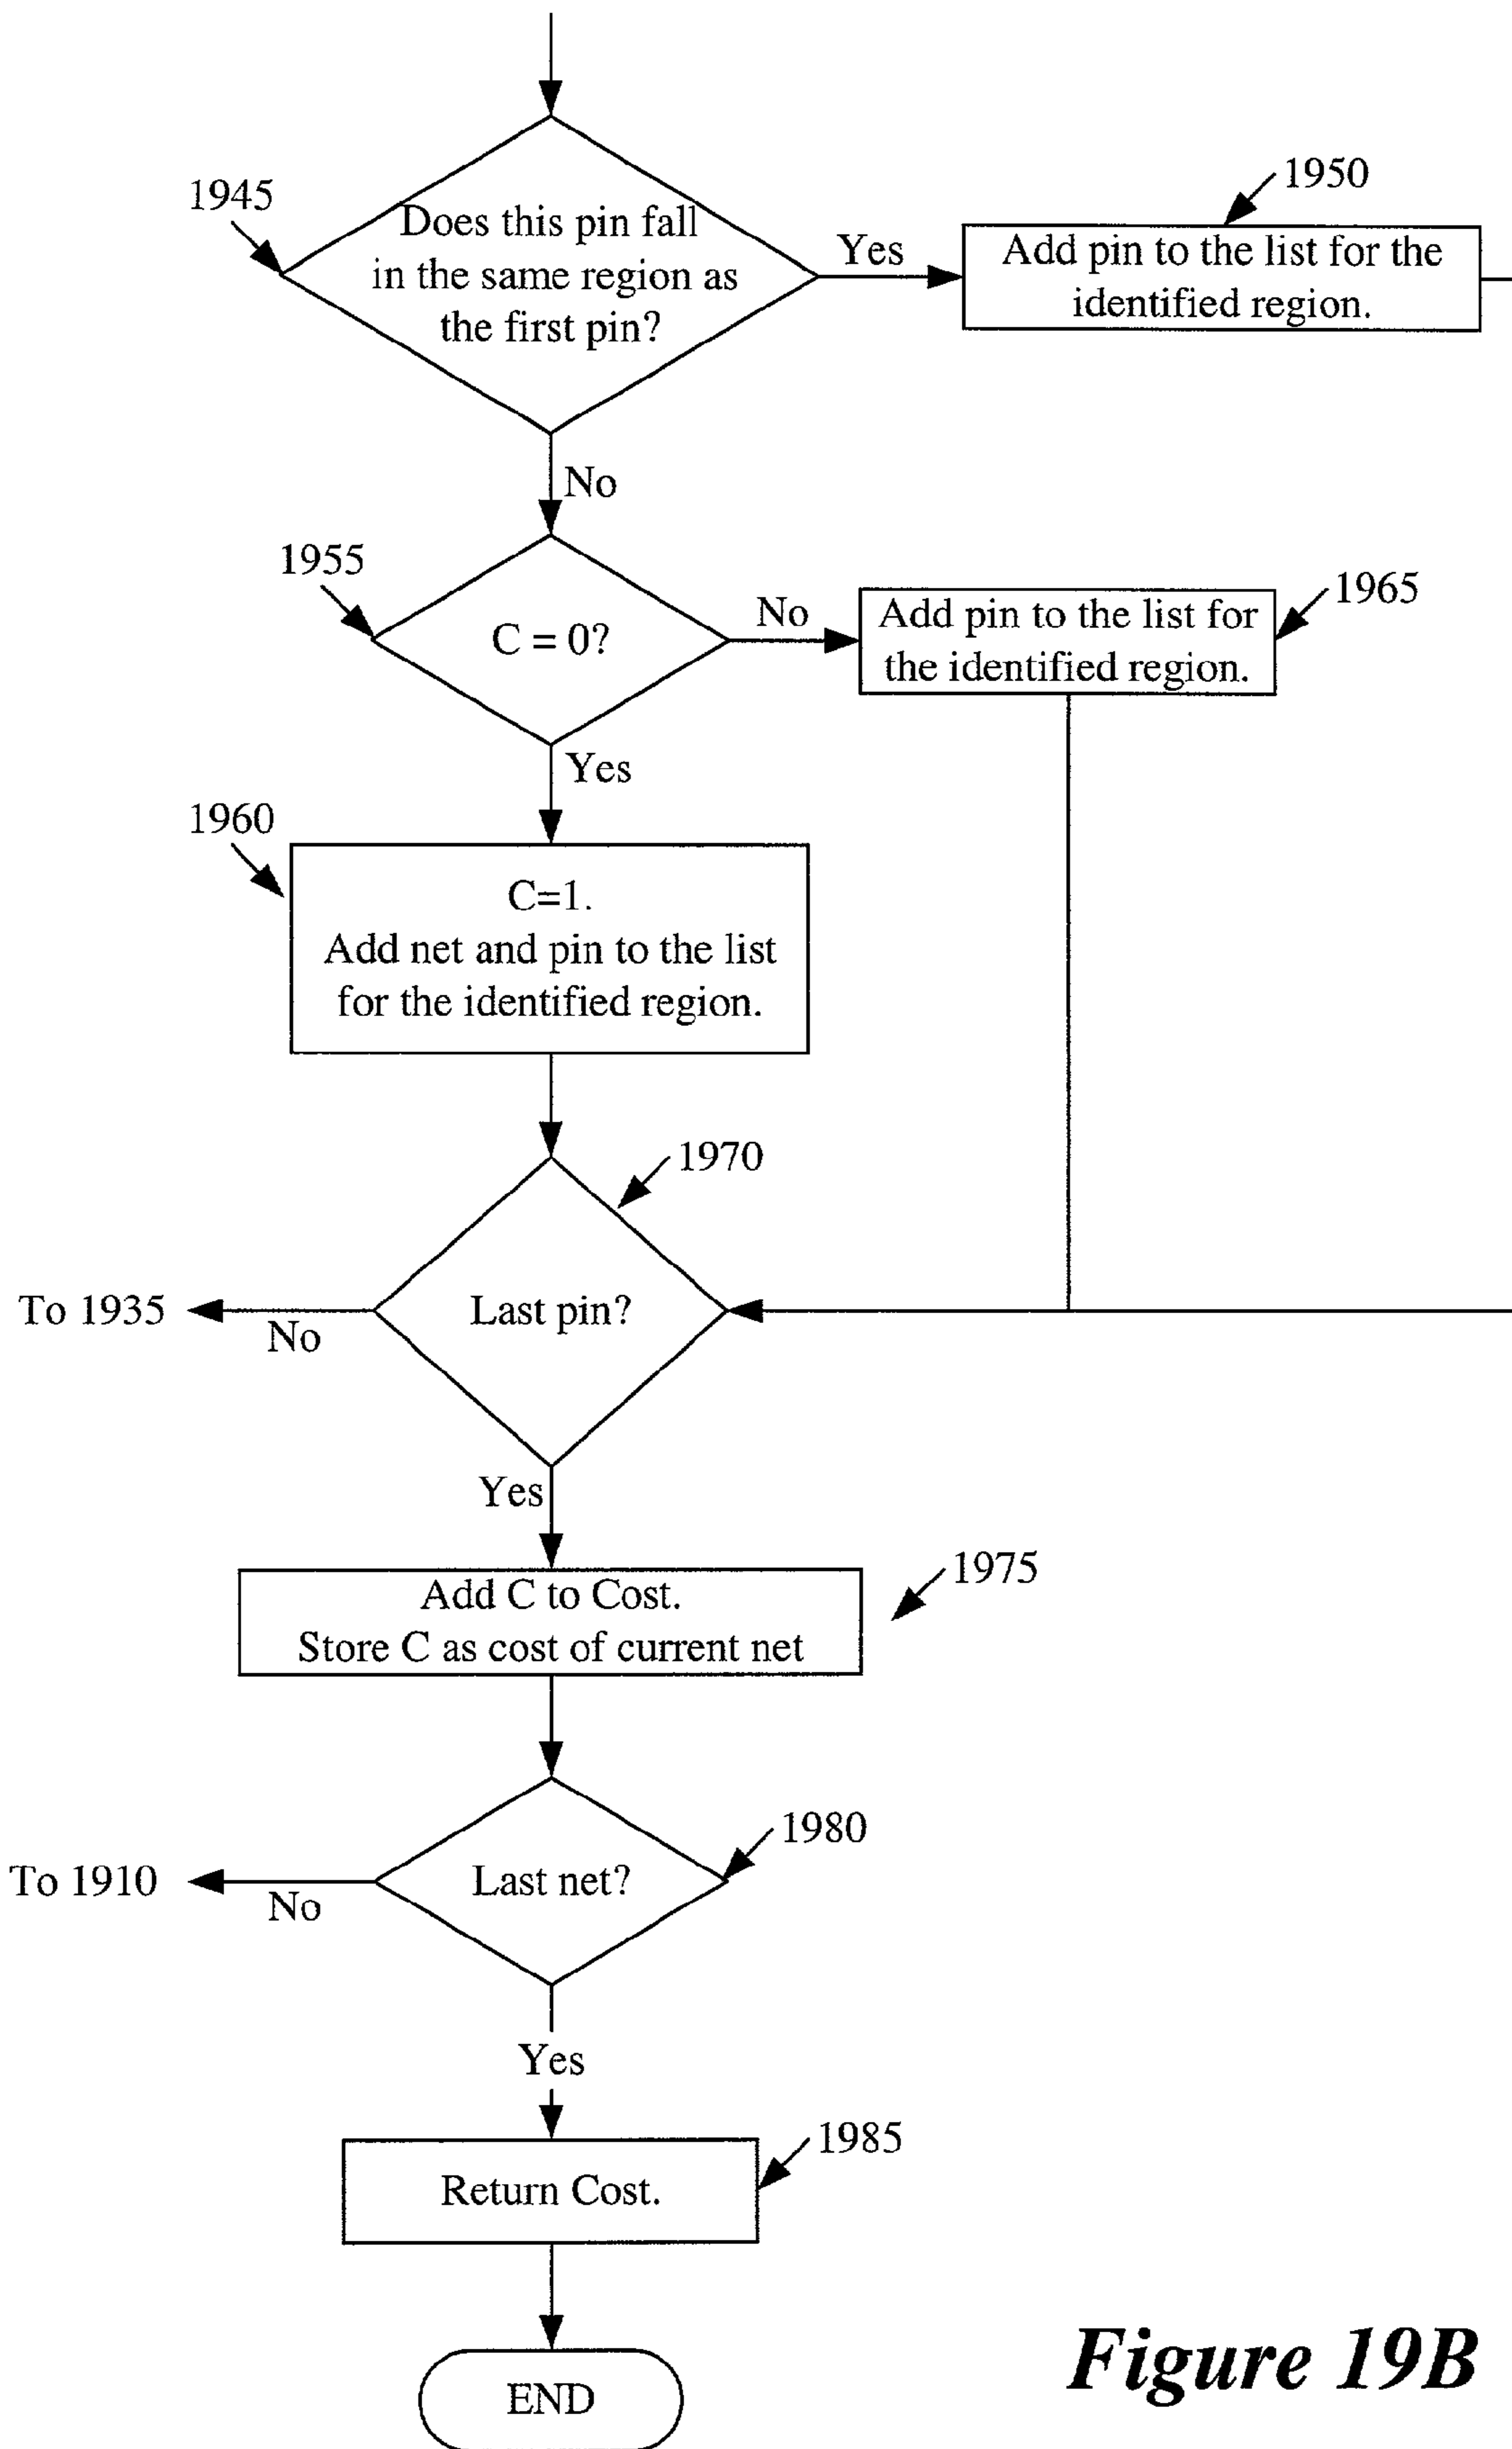 1945
Does this pin fall
in the same region as
the first pin?
Yes
1950
Add pin to the list for the
identified region.
No
1955
C = 0?
No
1965
Add pin to the list for
the identified region.
Yes
1960
C=1.
Add net and pin to the list
for the identified region.
1970
Last pin?
To 1935
No
Yes
1975
Add C to Cost.
Store C as cost of current net
1980
Last net?
To 1910
No
Yes
1985
Return Cost.
END
Figure 19B